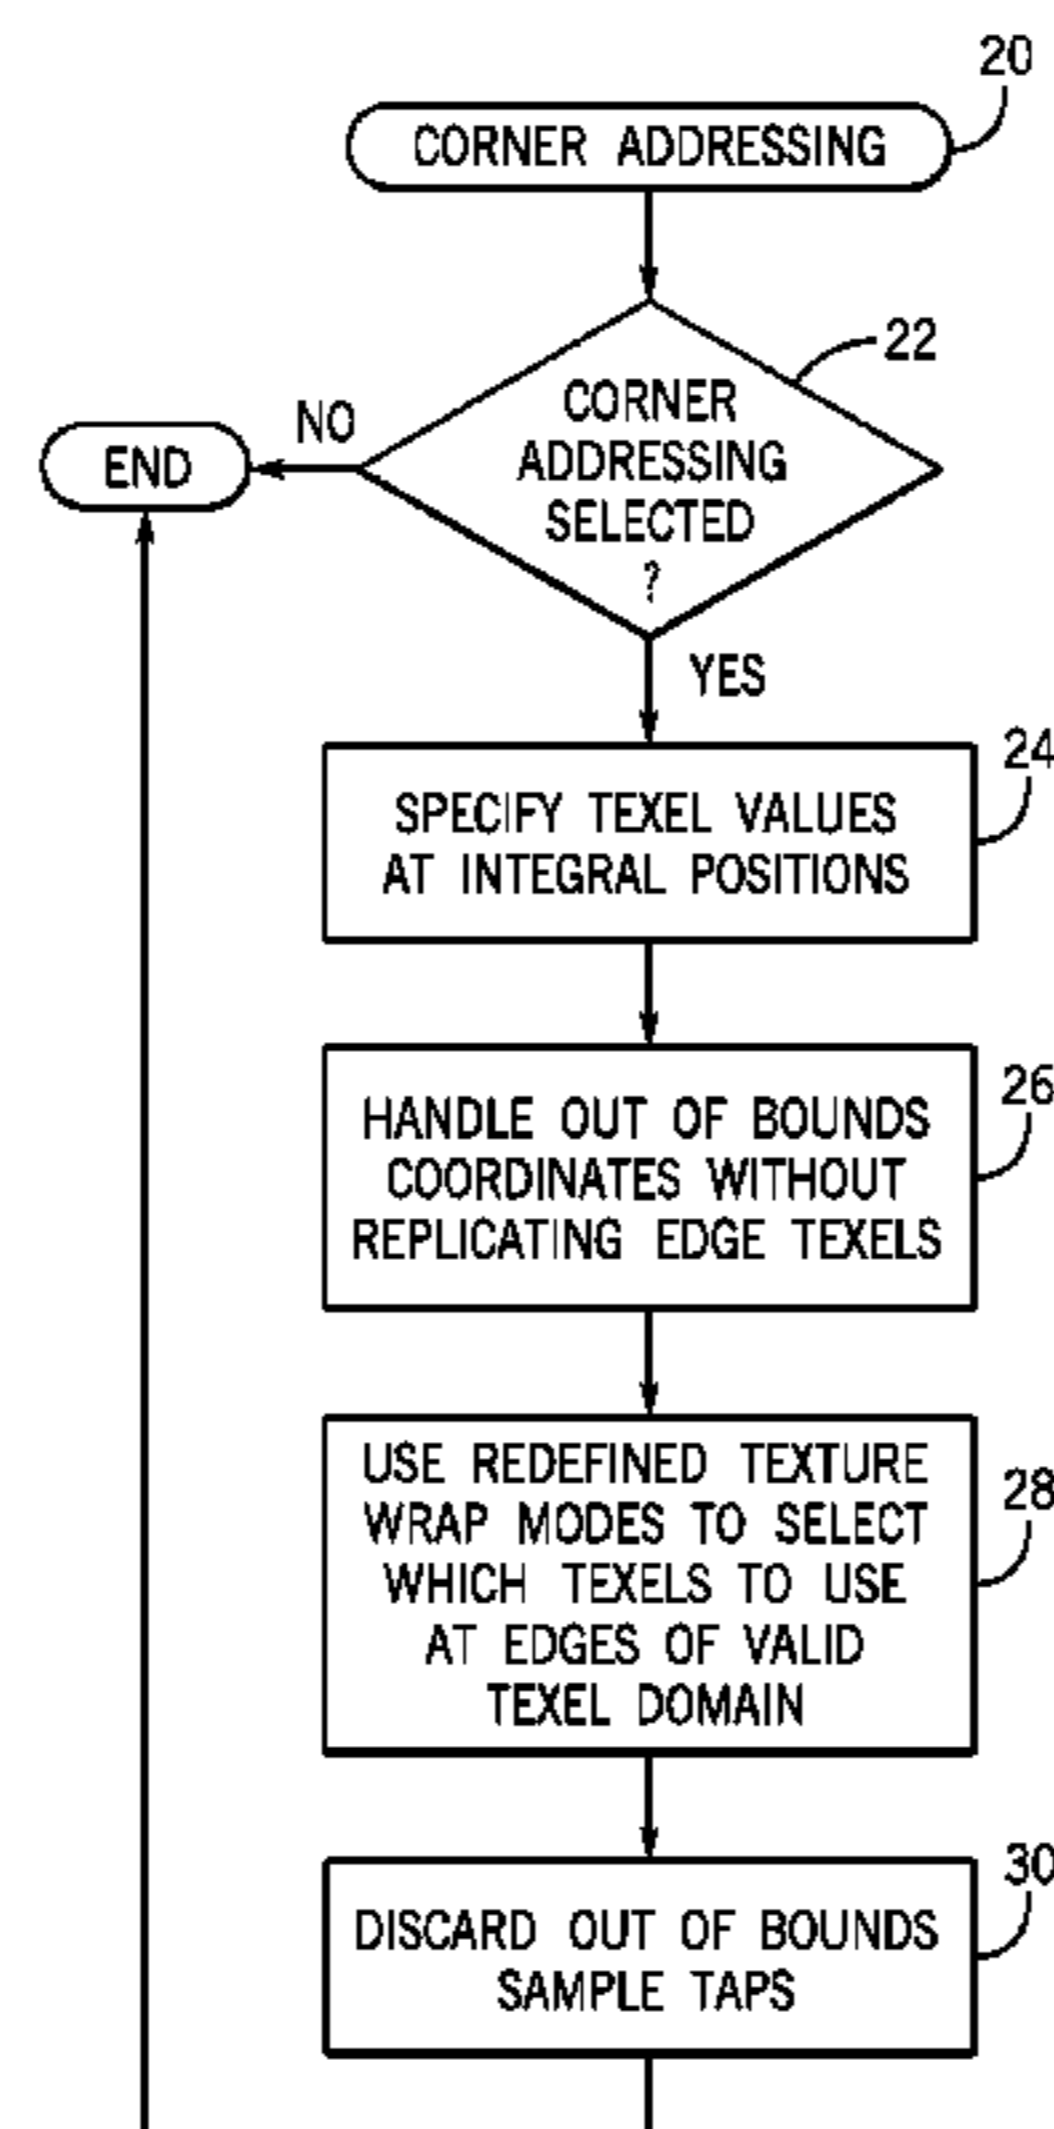 20
CORNER ADDRESSING
22
CORNER
ADDRESSING
SELECTED
?
NO
END
YES
24
SPECIFY TEXEL VALUES
AT INTEGRAL POSITIONS
26
HANDLE OUT OF BOUNDS
COORDINATES WITHOUT
REPLICATING EDGE TEXELS
28
USE REDEFINED TEXTURE
WRAP MODES TO SELECT
WHICH TEXELS TO USE
AT EDGES OF VALID
TEXEL DOMAIN
30
DISCARD OUT OF BOUNDS
SAMPLE TAPS